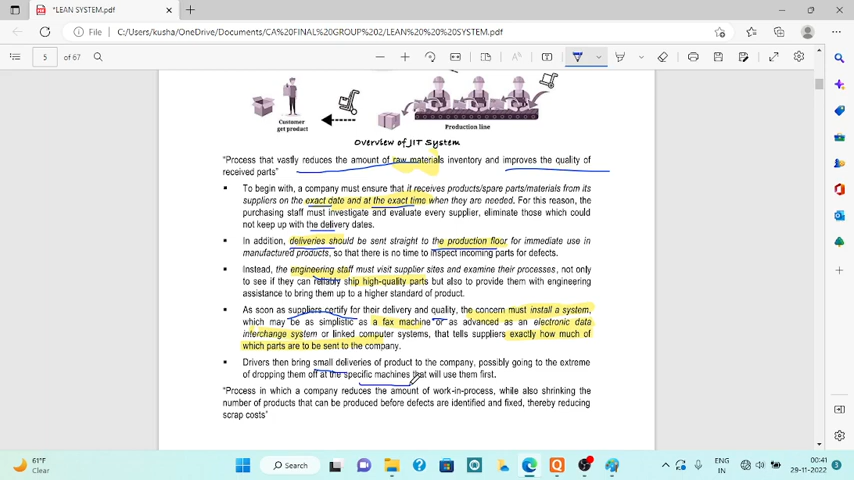 LEAN SYSTEM.pdf
File
C:/Users/kusha/OneDrive/Documents/CA%20FINAL%20GROUP%202/LEAN%20%20%20SYSTEM.pdf
5 of 67
Customer
get product
Production line
Overview of JIT System
“Process that vastly reduces the amount of raw materials inventory and improves the quality of
received parts”
▪ To begin with, a company must ensure that it receives products/spare parts/materials from its
suppliers on the exact date and at the exact time when they are needed. For this reason, the
purchasing staff must investigate and evaluate every supplier, eliminate those which could
not keep up with the delivery dates.
▪ In addition, deliveries should be sent straight to the production floor for immediate use in
manufactured products, so that there is no time to inspect incoming parts for defects.
▪ Instead, the engineering staff must visit supplier sites and examine their processes, not only
to see if they can reliably ship high-quality parts but also to provide them with engineering
assistance to bring them up to a higher standard of product.
▪ As soon as suppliers certify for their delivery and quality, the concern must install a system,
which may be as simplistic as a fax machine or as advanced as an electronic data
interchange system or linked computer systems, that tells suppliers exactly how much of
which parts are to be sent to the company.
▪ Drivers then bring small deliveries of product to the company, possibly going to the extreme
of dropping them off at the specific machines that will use them first.
“Process in which a company reduces the amount of work-in-process, while also shrinking the
number of products that can be produced before defects are identified and fixed, thereby reducing
scrap costs”
61°F
Clear
Search
ENG
IN
00:41
29-11-2022
3